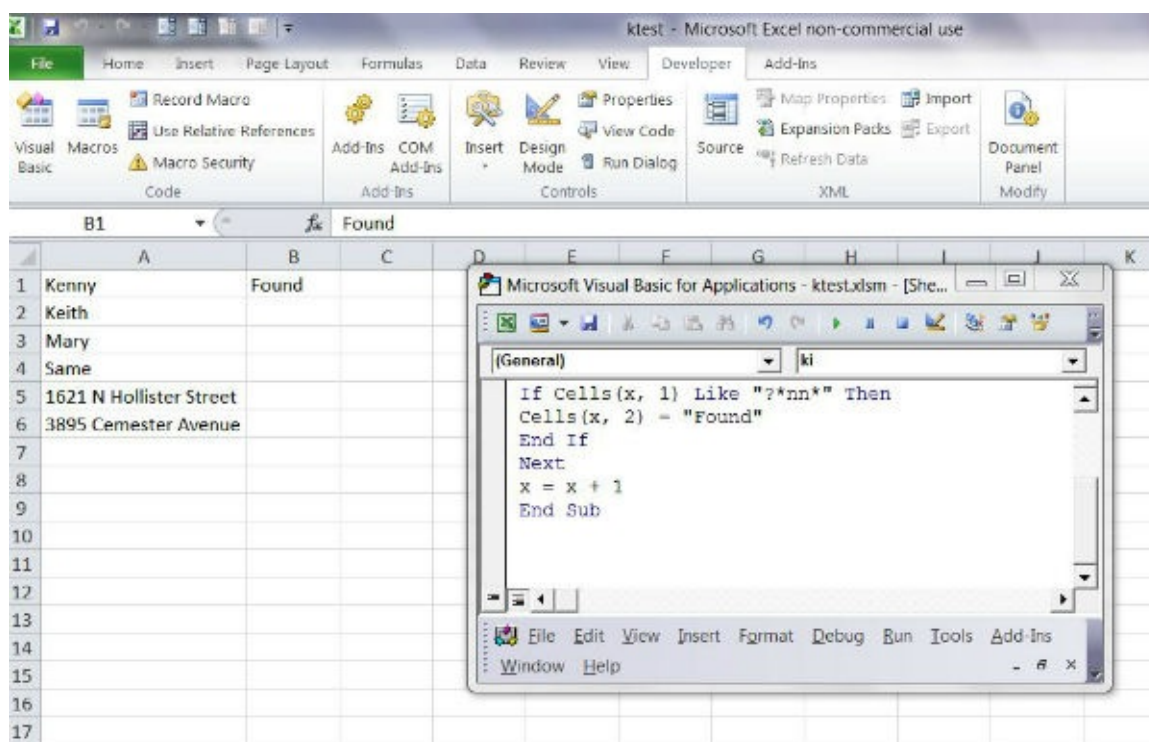 ktest - Microsoft Excel non-commercial use
File Home Insert Page Layout Formulas Data Review View Developer Add-Ins
Visual Basic
Macros
Record Macro
Use Relative References
Macro Security
Code
Add-Ins
COM Add-Ins
Add-Ins
Insert
Design Mode
Properties
View Code
Run Dialog
Controls
Source
Map Properties
Expansion Packs
Refresh Data
Import
Export
XML
Document Panel
Modify
B1 fx Found
A B C D E F G H I J K
1 Kenny Found
2 Keith
3 Mary
4 Same
5 1621 N Hollister Street
6 3895 Cemester Avenue
7
8
9
10
11
12
13
14
15
16
17
Microsoft Visual Basic for Applications - ktest.xlsm - [She...
(General) ki
If Cells(x, 1) Like "?*nn*" Then
Cells(x, 2) = "Found"
End If
Next
x = x + 1
End Sub
File Edit View Insert Format Debug Run Tools Add-Ins
Window Help